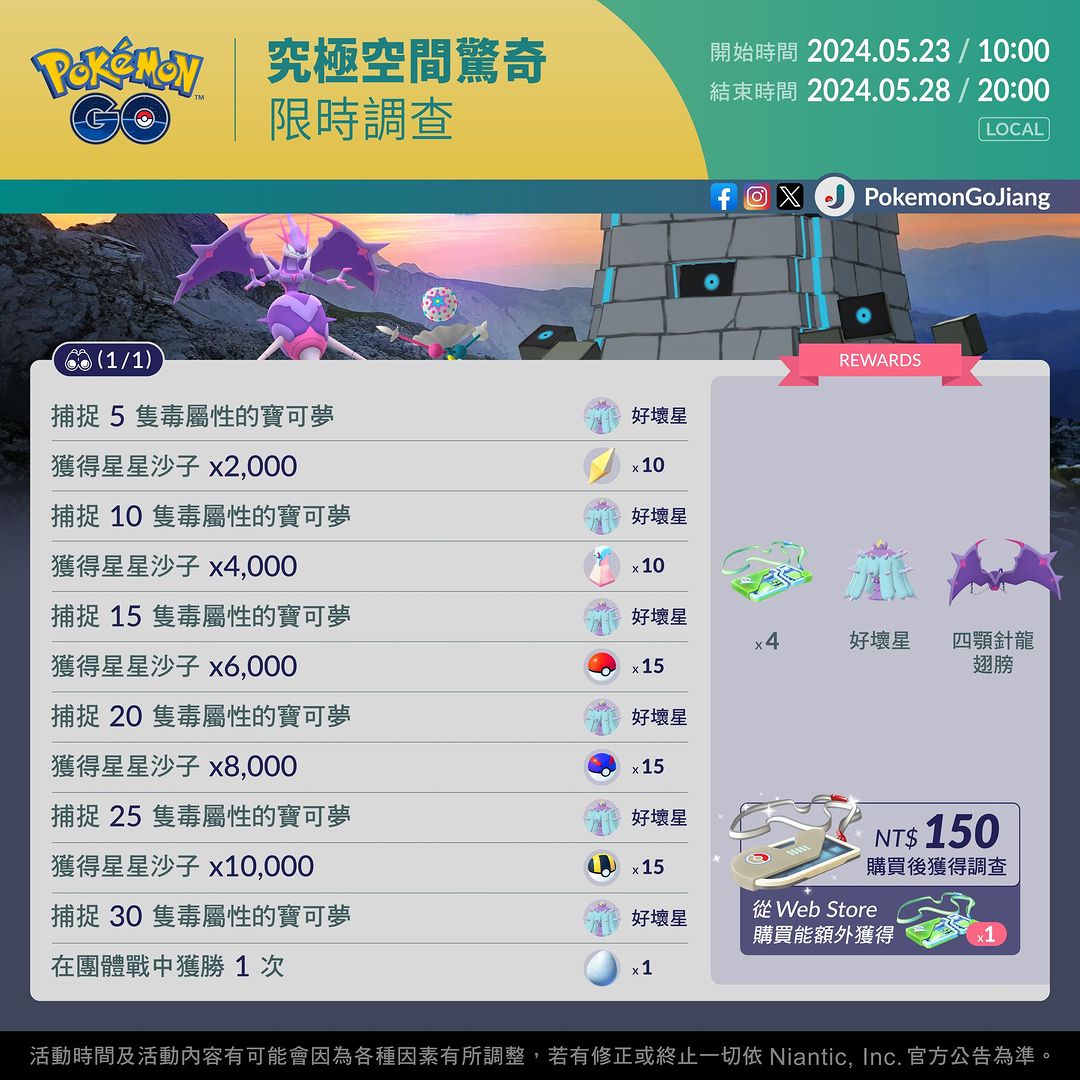 POKéMON
GO
TM
究極空間驚奇
限時調查
開始時間 2024.05.23 / 10:00
結束時間 2024.05.28 / 20:00
LOCAL
PokemonGoJiang
(1/1)
捕捉 5 隻毒屬性的寶可夢 好壞星
獲得星星沙子 x2,000 x10
捕捉 10 隻毒屬性的寶可夢 好壞星
獲得星星沙子 x4,000 x10
捕捉 15 隻毒屬性的寶可夢 好壞星
獲得星星沙子 x6,000 x15
捕捉 20 隻毒屬性的寶可夢 好壞星
獲得星星沙子 x8,000 x15
捕捉 25 隻毒屬性的寶可夢 好壞星
獲得星星沙子 x10,000 x15
捕捉 30 隻毒屬性的寶可夢 好壞星
在團體戰中獲勝 1 次 x1
REWARDS
x4
好壞星
四顎針龍
翅膀
NT$ 150
購買後獲得調查
從 Web Store
購買能額外獲得
x1
活動時間及活動內容有可能會因為各種因素有所調整，若有修正或終止一切依 Niantic, Inc. 官方公告為準。